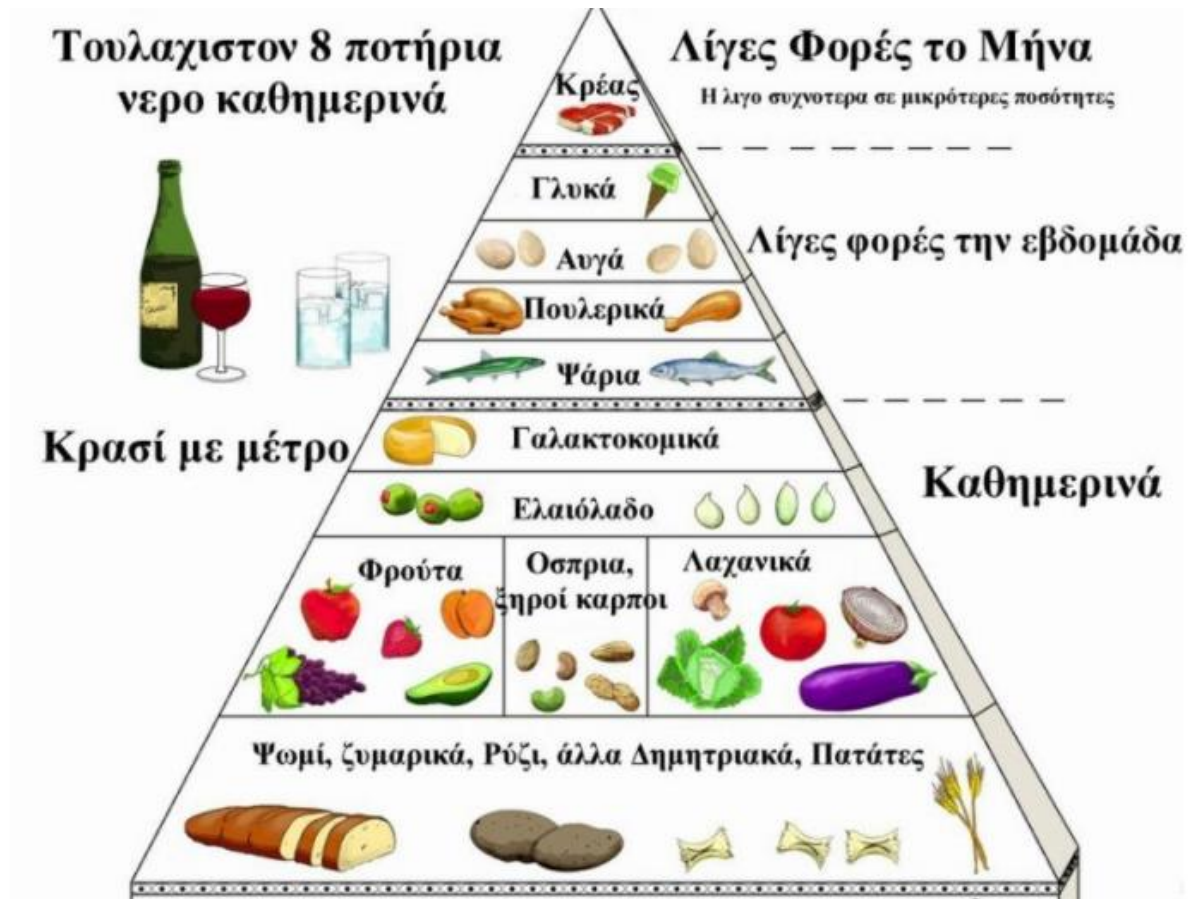 Τουλαχιστον 8 ποτήρια
νερο καθημερινά
Λίγες Φορές το Μήνα
Η λιγο συχνοτερα σε μικρότερες ποσότητες
Κρέας
Γλυκά
Αυγά
Λίγες φορές την εβδομάδα
Πουλερικά
Ψάρια
Κρασί με μέτρο
Γαλακτοκομικά
Ελαιόλαδο
Καθημερινά
Φρούτα
Οσπρια,
ξηροί καρποι
Λαχανικά
Ψωμί, ζυμαρικά, Ρύζι, άλλα Δημητριακά, Πατάτες